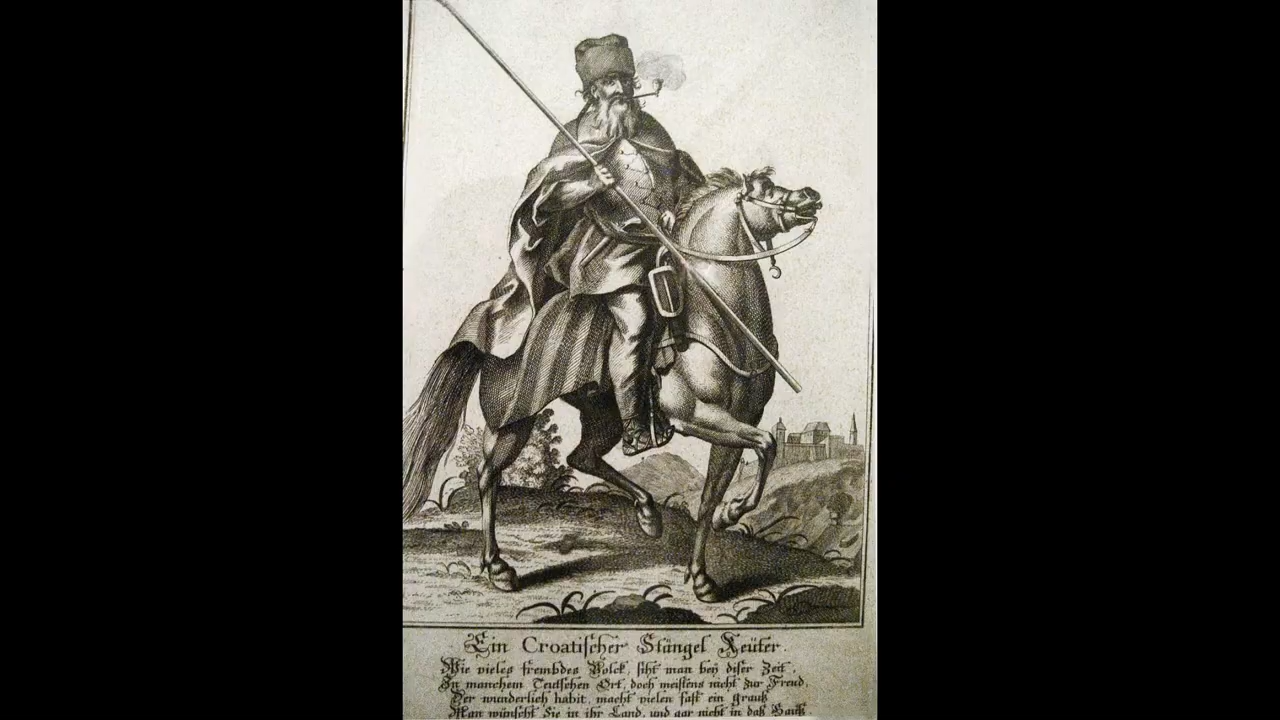 Ein Croatischer Stängel Reüter.
Wie vieles frembdes Volck, siht man bey diser Zeit,
In manchem Teutschen Ort, doch meistens nicht zur Freud,
Der wunderlich habit, macht vielen fast ein grauß
Man wünscht Sie in ihr Land, und gar nicht in daß Hauß.